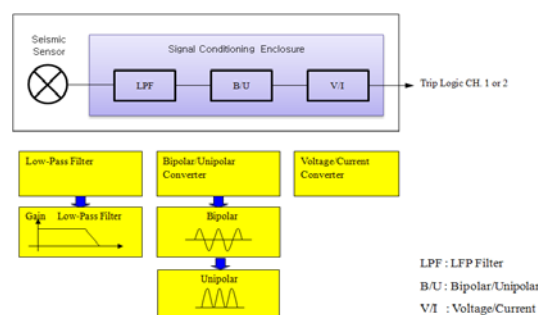 Seismic
Sensor
Signal Conditioning Enclosure
LPF
B/U
V/I
Trip Logic CH. 1 or 2
Low-Pass Filter
Bipolar/Unipolar
Converter
Voltage/Current
Converter
Gain Low-Pass Filter
Bipolar
Unipolar
LPF : LFP Filter
B/U : Bipolar/Unipolar
V/I : Voltage/Current